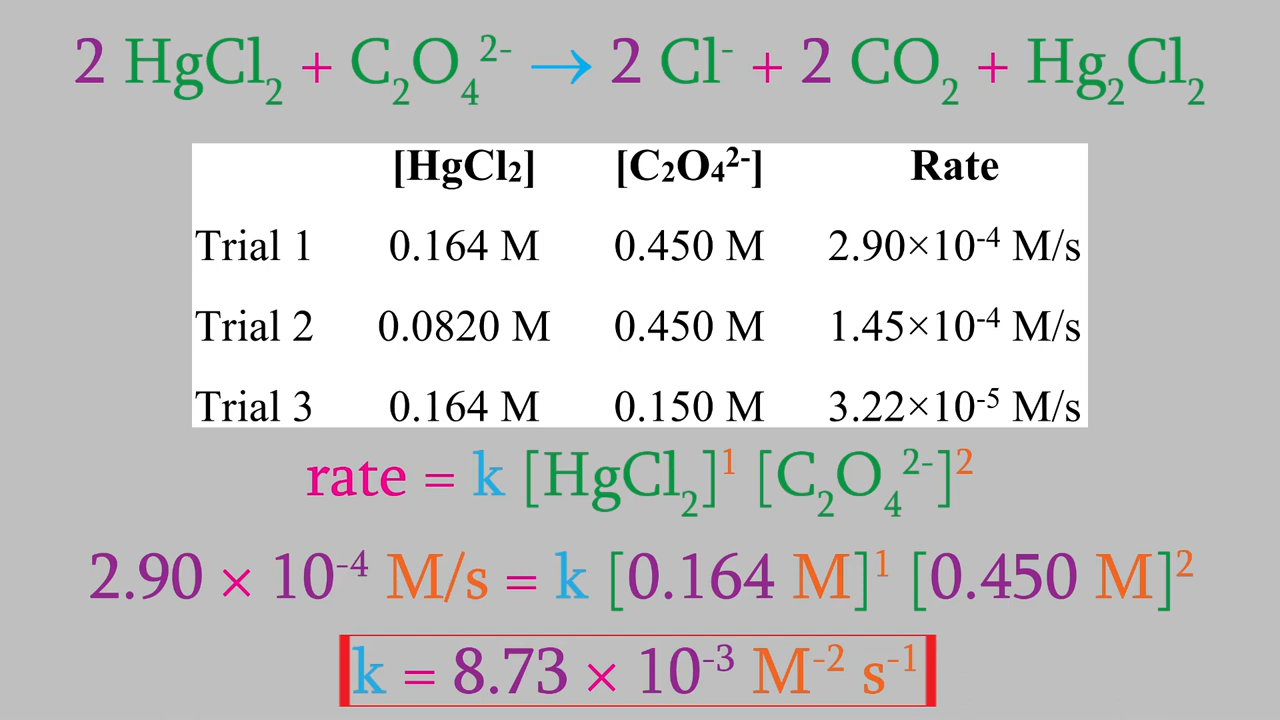 2 HgCl₂ + C₂O₄²⁻ → 2 Cl⁻ + 2 CO₂ + Hg₂Cl₂
[HgCl₂] [C₂O₄²⁻] Rate
Trial 1 0.164 M 0.450 M 2.90×10⁻⁴ M/s
Trial 2 0.0820 M 0.450 M 1.45×10⁻⁴ M/s
Trial 3 0.164 M 0.150 M 3.22×10⁻⁵ M/s
rate = k [HgCl₂]¹ [C₂O₄²⁻]²
2.90 × 10⁻⁴ M/s = k [0.164 M]¹ [0.450 M]²
k = 8.73 × 10⁻³ M⁻² s⁻¹